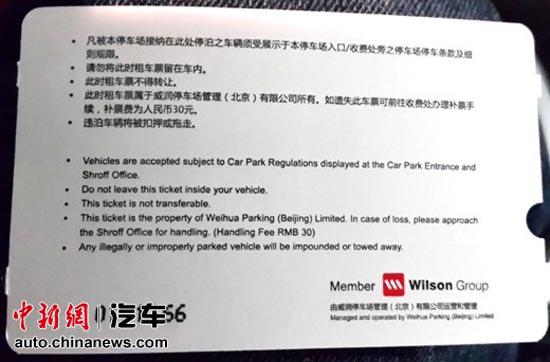 • 凡被本停车场接纳在此处停泊之车辆须受展示于本停车场入口/收费处旁之停车场停车条款及细
则规限。
• 请勿将此时租车票留在车内。
• 此时租车票不得转让。
• 此时租车票属于威润停车场管理（北京）有限公司所有。如遗失此车票可前往收费处办理补票手
续，补票费为人民币30元。
• 违泊车辆将被扣押或拖走。
• Vehicles are accepted subject to Car Park Regulations displayed at the Car Park Entrance and
Shroff Office.
• Do not leave this ticket inside your vehicle.
• This ticket is not transferable.
• This ticket is the property of Weihua Parking (Beijing) Limited. In case of loss, please approach
the Shroff Office for handling. (Handling Fee RMB 30)
• Any illegally or improperly parked vehicle will be impounded or towed away.
Member Wilson Group
由威润停车场管理（北京）有限公司运营和管理
Managed and operated by Weihua Parking (Beijing) Limited
中新网 汽车
auto.chinanews.com